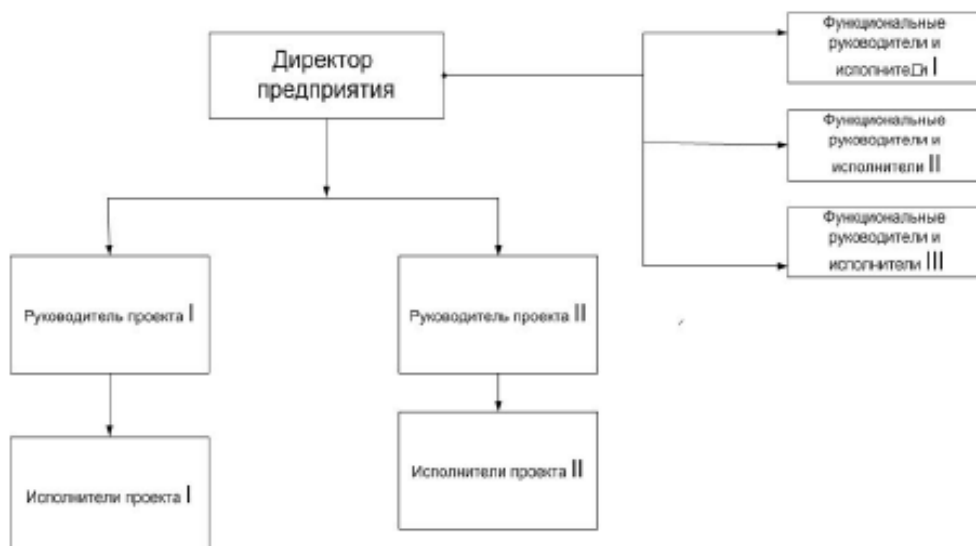 Директор
предприятия
Функциональные
руководители и
исполните□и I
Функциональные
руководители и
исполнители II
Функциональные
руководители и
исполнители III
Руководитель проекта I
Руководитель проекта II
Исполнители проекта I
Исполнители проекта II